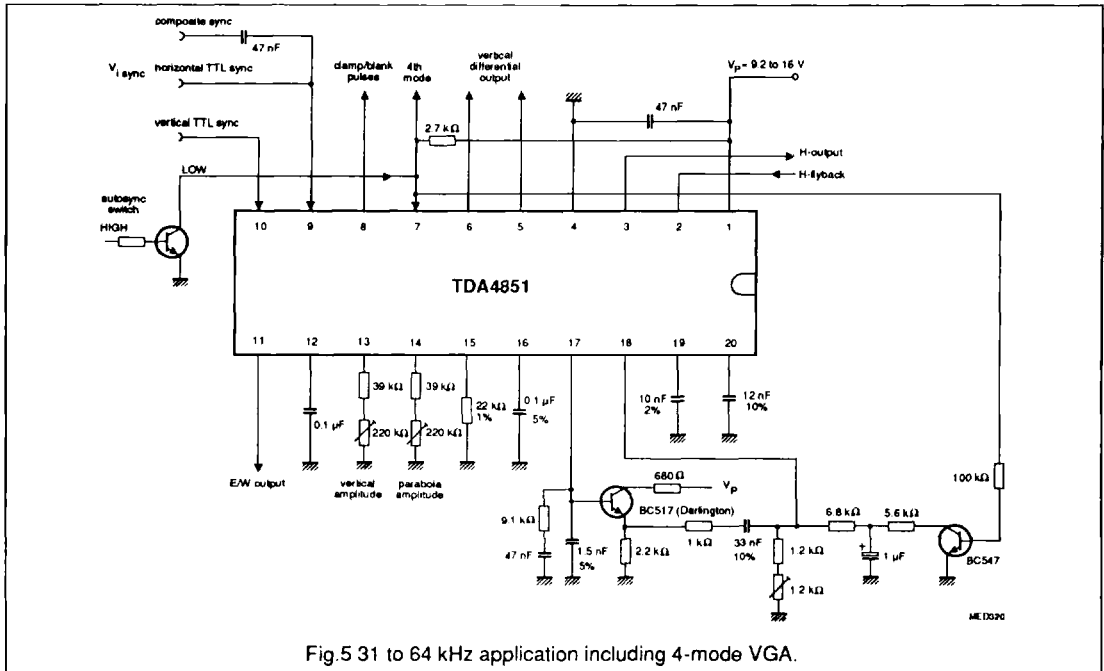 composite sync
47 nF
Vi sync
horizontal TTL sync
vertical TTL sync
LOW
autosync
switch
HIGH
clamp/blank
pulses
4th
mode
vertical
differential
output
2.7 kΩ
47 nF
VP = 9.2 to 16 V
H-output
H-flyback
10 9 8 7 6 5 4 3 2 1
TDA4851
11 12 13 14 15 16 17 18 19 20
E/W output
0.1 µF
39 kΩ
220 kΩ
vertical
amplitude
39 kΩ
220 kΩ
parabola
amplitude
22 kΩ
1%
0.1 µF
5%
10 nF
2%
12 nF
10%
9.1 kΩ
47 nF
1.5 nF
5%
680 Ω
VP
BC517 (Darlington)
2.2 kΩ
1 kΩ
33 nF
10%
1.2 kΩ
1.2 kΩ
6.8 kΩ
+
1 µF
5.6 kΩ
100 kΩ
BC547
MED320
Fig.5 31 to 64 kHz application including 4-mode VGA.